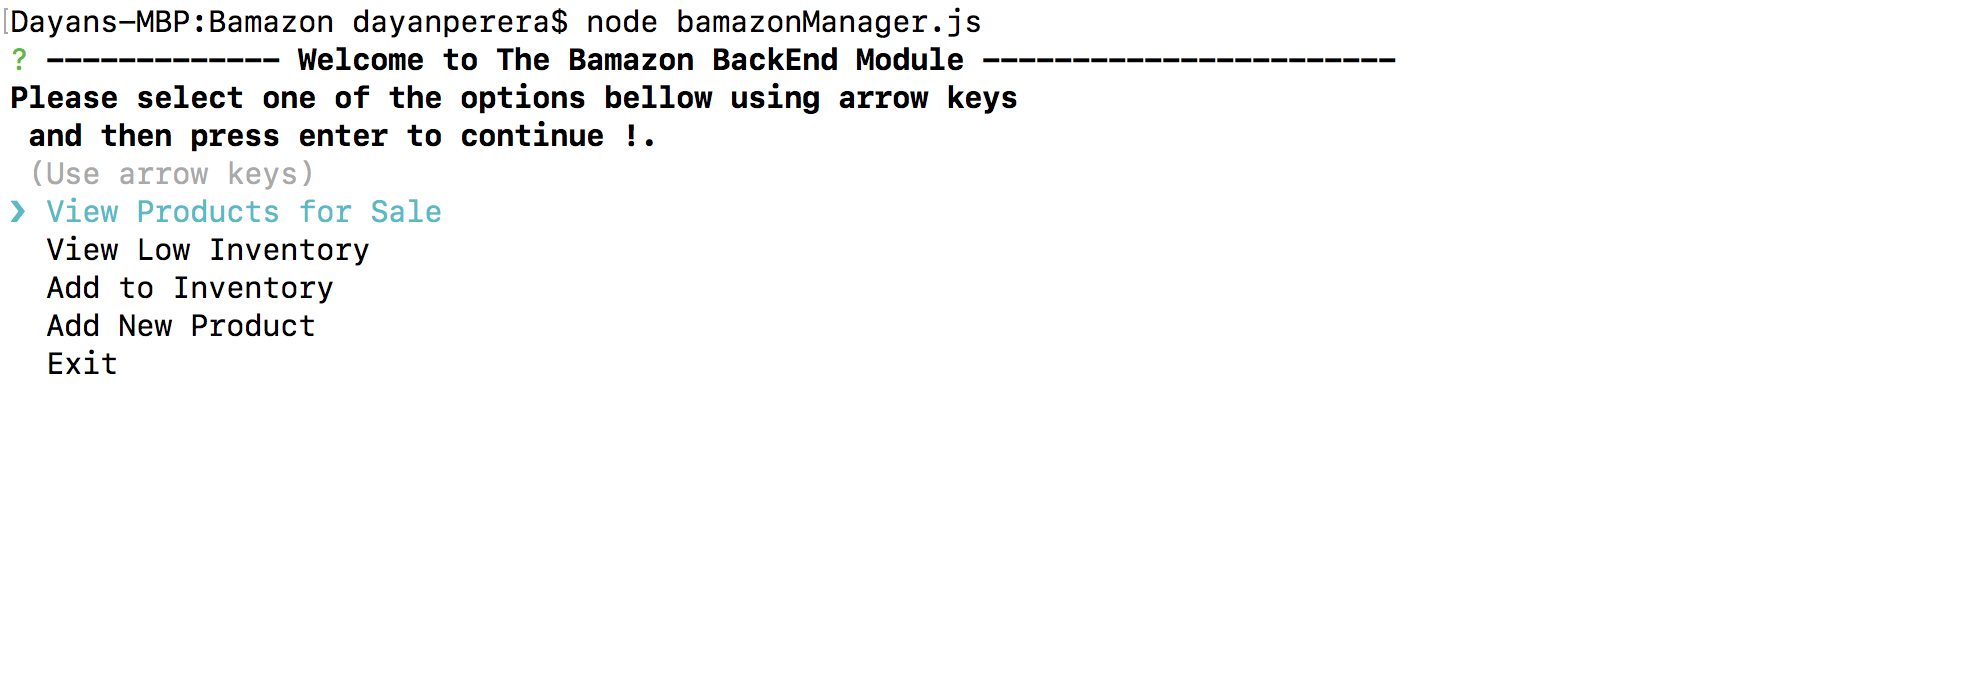 [Dayans-MBP:Bamazon dayanperera$ node bamazonManager.js
? ------------- Welcome to The Bamazon BackEnd Module -----------------------
Please select one of the options bellow using arrow keys
 and then press enter to continue !.
 (Use arrow keys)
❯ View Products for Sale
  View Low Inventory
  Add to Inventory
  Add New Product
  Exit